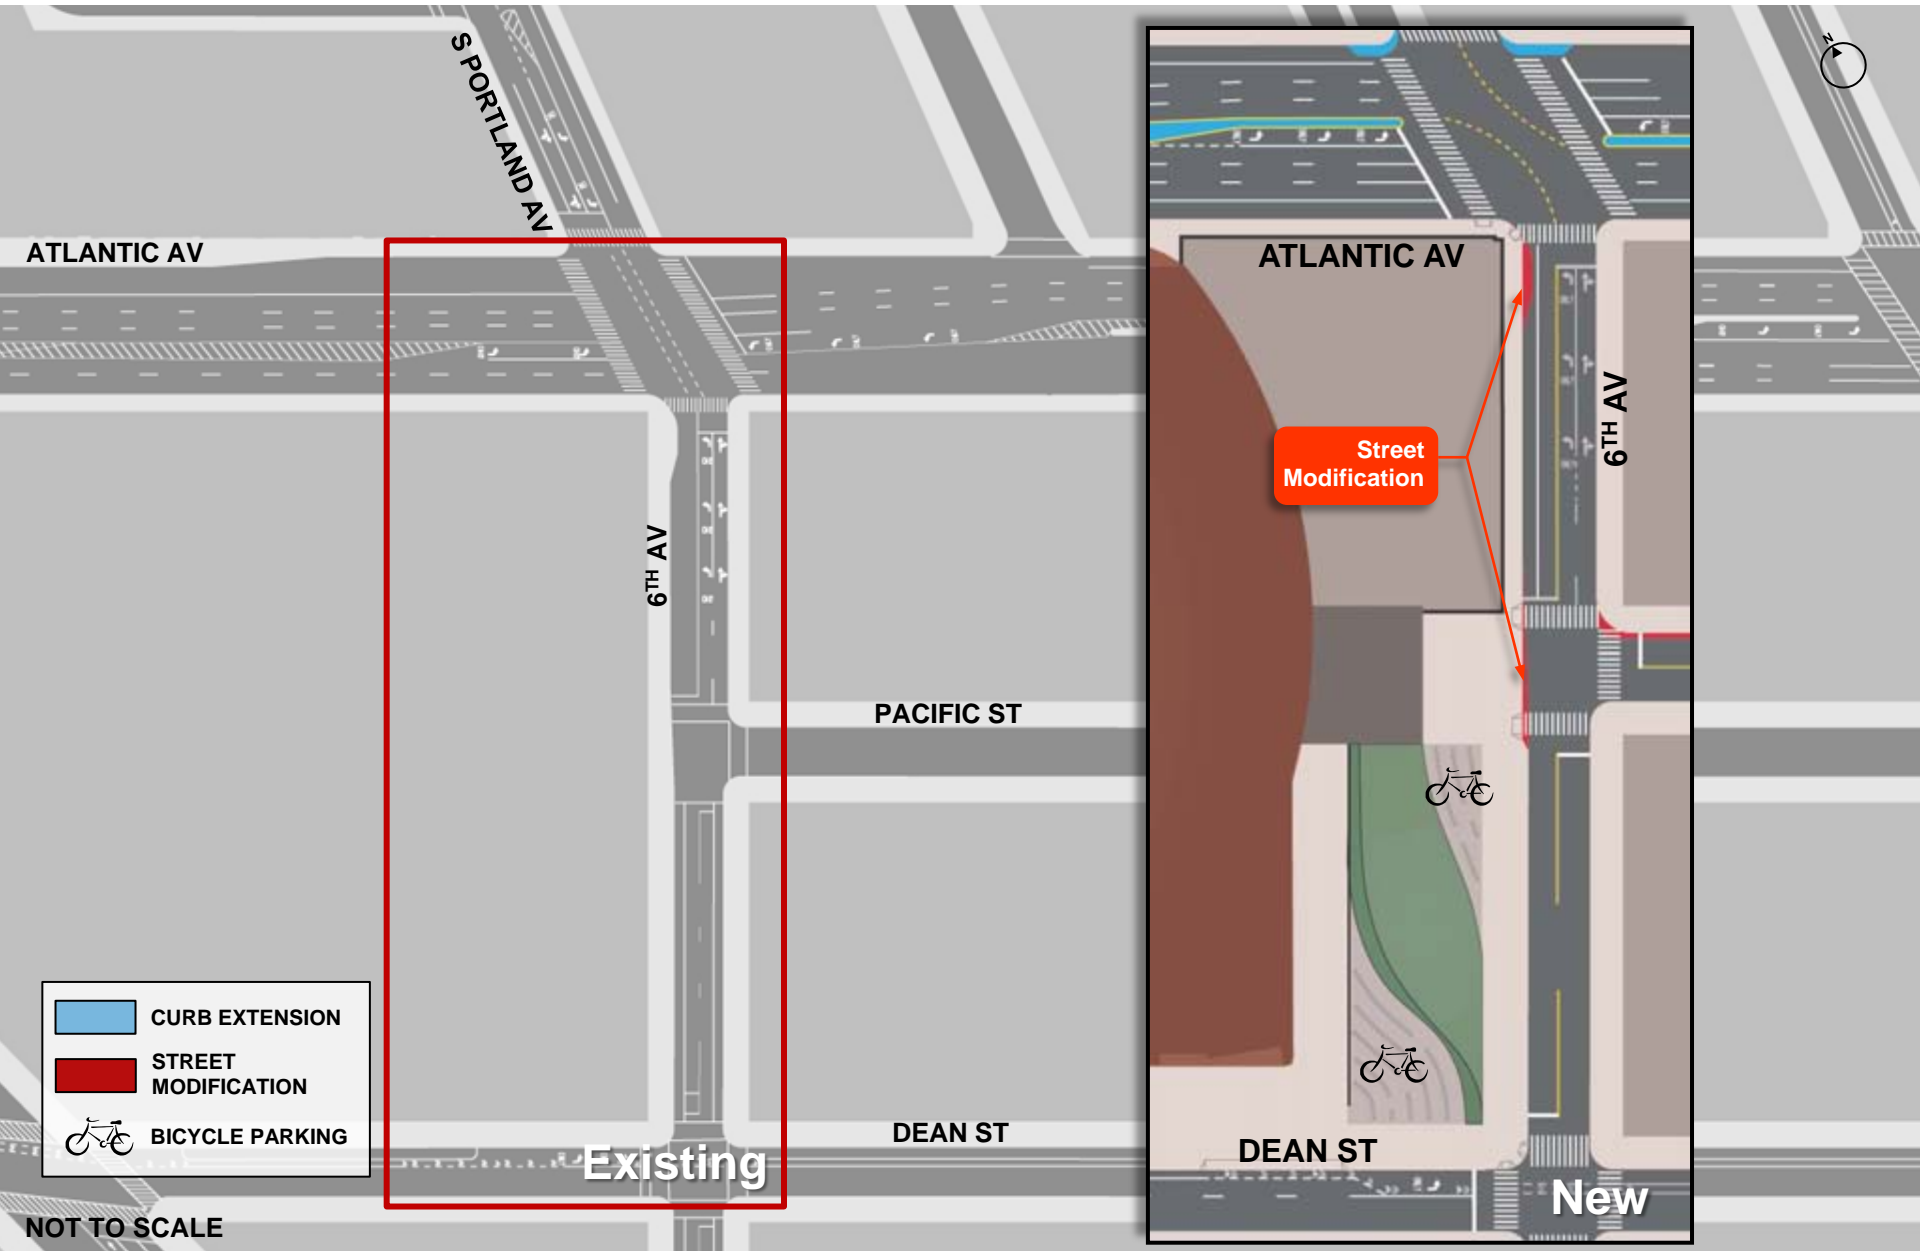 S PORTLAND AV
N
ATLANTIC AV
ATLANTIC AV
6TH AV
Street
Modification
6TH AV
PACIFIC ST
CURB EXTENSION
STREET
MODIFICATION
BICYCLE PARKING
DEAN ST
DEAN ST
Existing
New
NOT TO SCALE